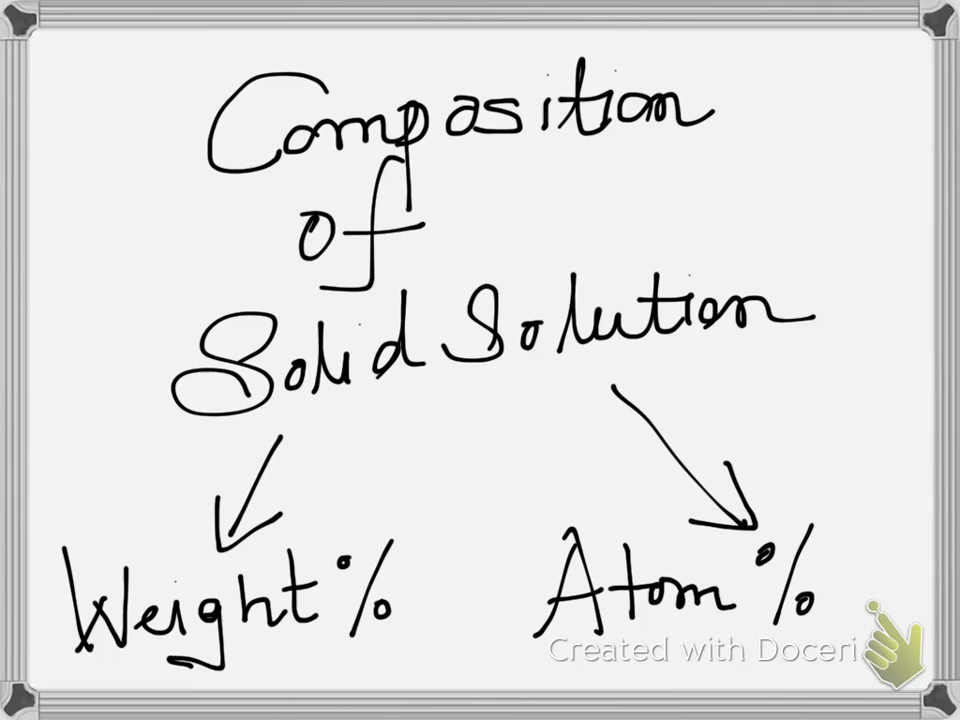 Composition
of
Solid Solution
Weight % Atom %
Created with Doceri